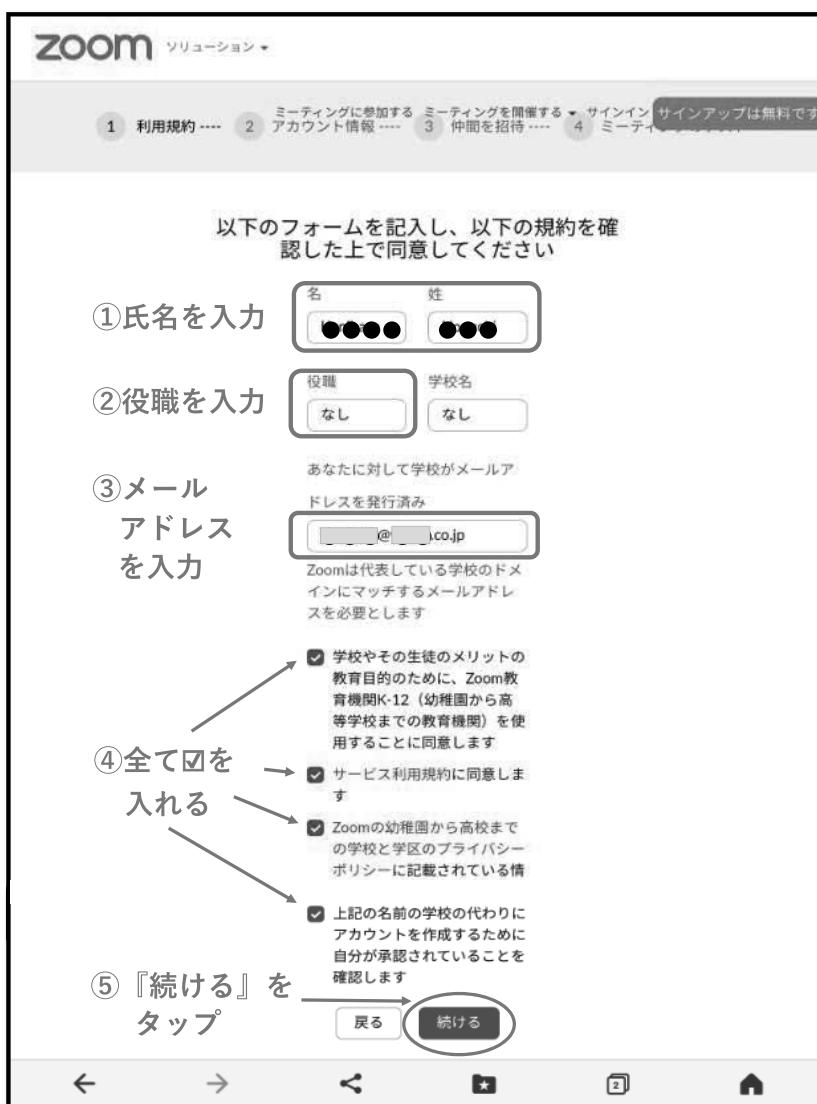 zoom ソリューション
ミーティングに参加する ミーティングを開催する サインイン サインアップは無料です
1 利用規約 ---- 2 アカウント情報 ---- 3 仲間を招待 ---- 4
以下のフォームを記入し、以下の規約を確
認した上で同意してください
①氏名を入力
名 姓
②役職を入力
役職 学校名
なし なし
③メール
アドレス
を入力
あなたに対して学校がメールア
ドレスを発行済み
@ .co.jp
Zoomは代表している学校のドメ
インにマッチするメールアドレ
スを必要とします
④全て☑を
入れる
学校やその生徒のメリットの
教育目的のために、Zoom教
育機関K-12（幼稚園から高
等学校までの教育機関）を使
用することに同意します
サービス利用規約に同意しま
す
Zoomの幼稚園から高校まで
の学校と学区のプライバシー
ポリシーに記載されている情
上記の名前の学校の代わりに
アカウントを作成するために
自分が承認されていることを
確認します
⑤『続ける』を
タップ
戻る 続ける
2